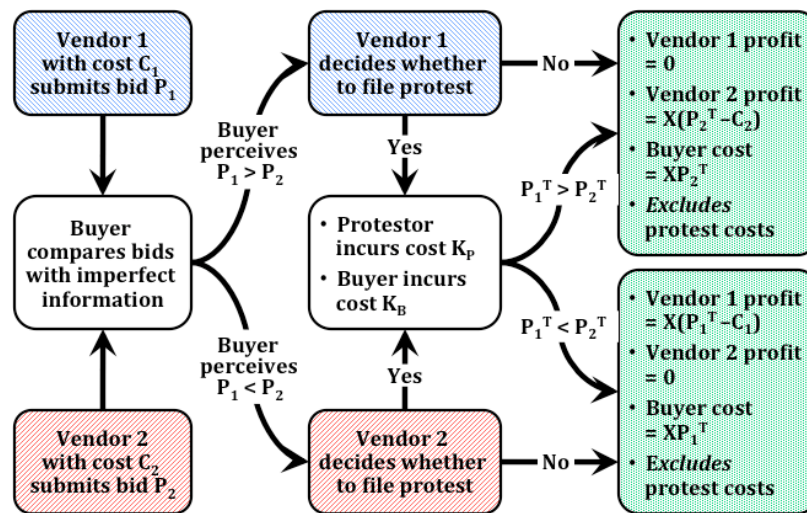 Vendor 1
with cost C₁
submits bid P₁
Buyer
compares bids
with imperfect
information
Vendor 2
with cost C₂
submits bid P₂
Buyer
perceives
P₁ > P₂
Buyer
perceives
P₁ < P₂
Vendor 1
decides whether
to file protest
No
Yes
• Protestor
incurs cost K_P
• Buyer incurs
cost K_B
Yes
Vendor 2
decides whether
to file protest
No
P₁ᵀ > P₂ᵀ
P₁ᵀ < P₂ᵀ
• Vendor 1 profit
= 0
• Vendor 2 profit
= X(P₂ᵀ–C₂)
• Buyer cost
= XP₂ᵀ
• Excludes
protest costs
• Vendor 1 profit
= X(P₁ᵀ–C₁)
• Vendor 2 profit
= 0
• Buyer cost
= XP₁ᵀ
• Excludes
protest costs